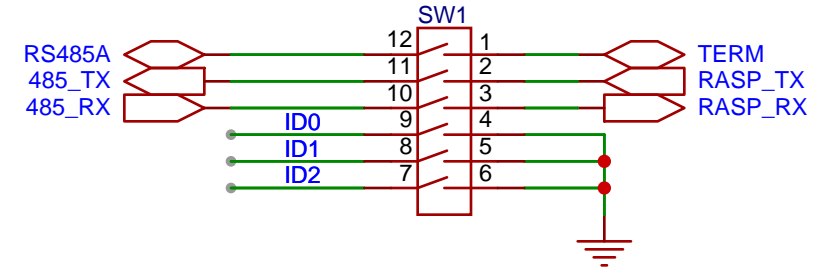 SW1
RS485A 12 1 TERM
485_TX 11 2 RASP_TX
485_RX 10 3 RASP_RX
ID0 9 4
ID1 8 5
ID2 7 6